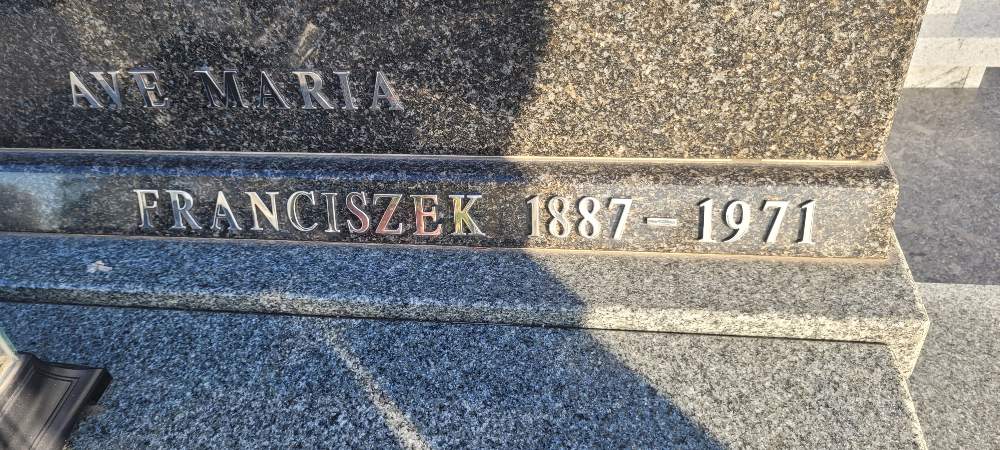 AVE MARIA
FRANCISZEK 1887 – 1971